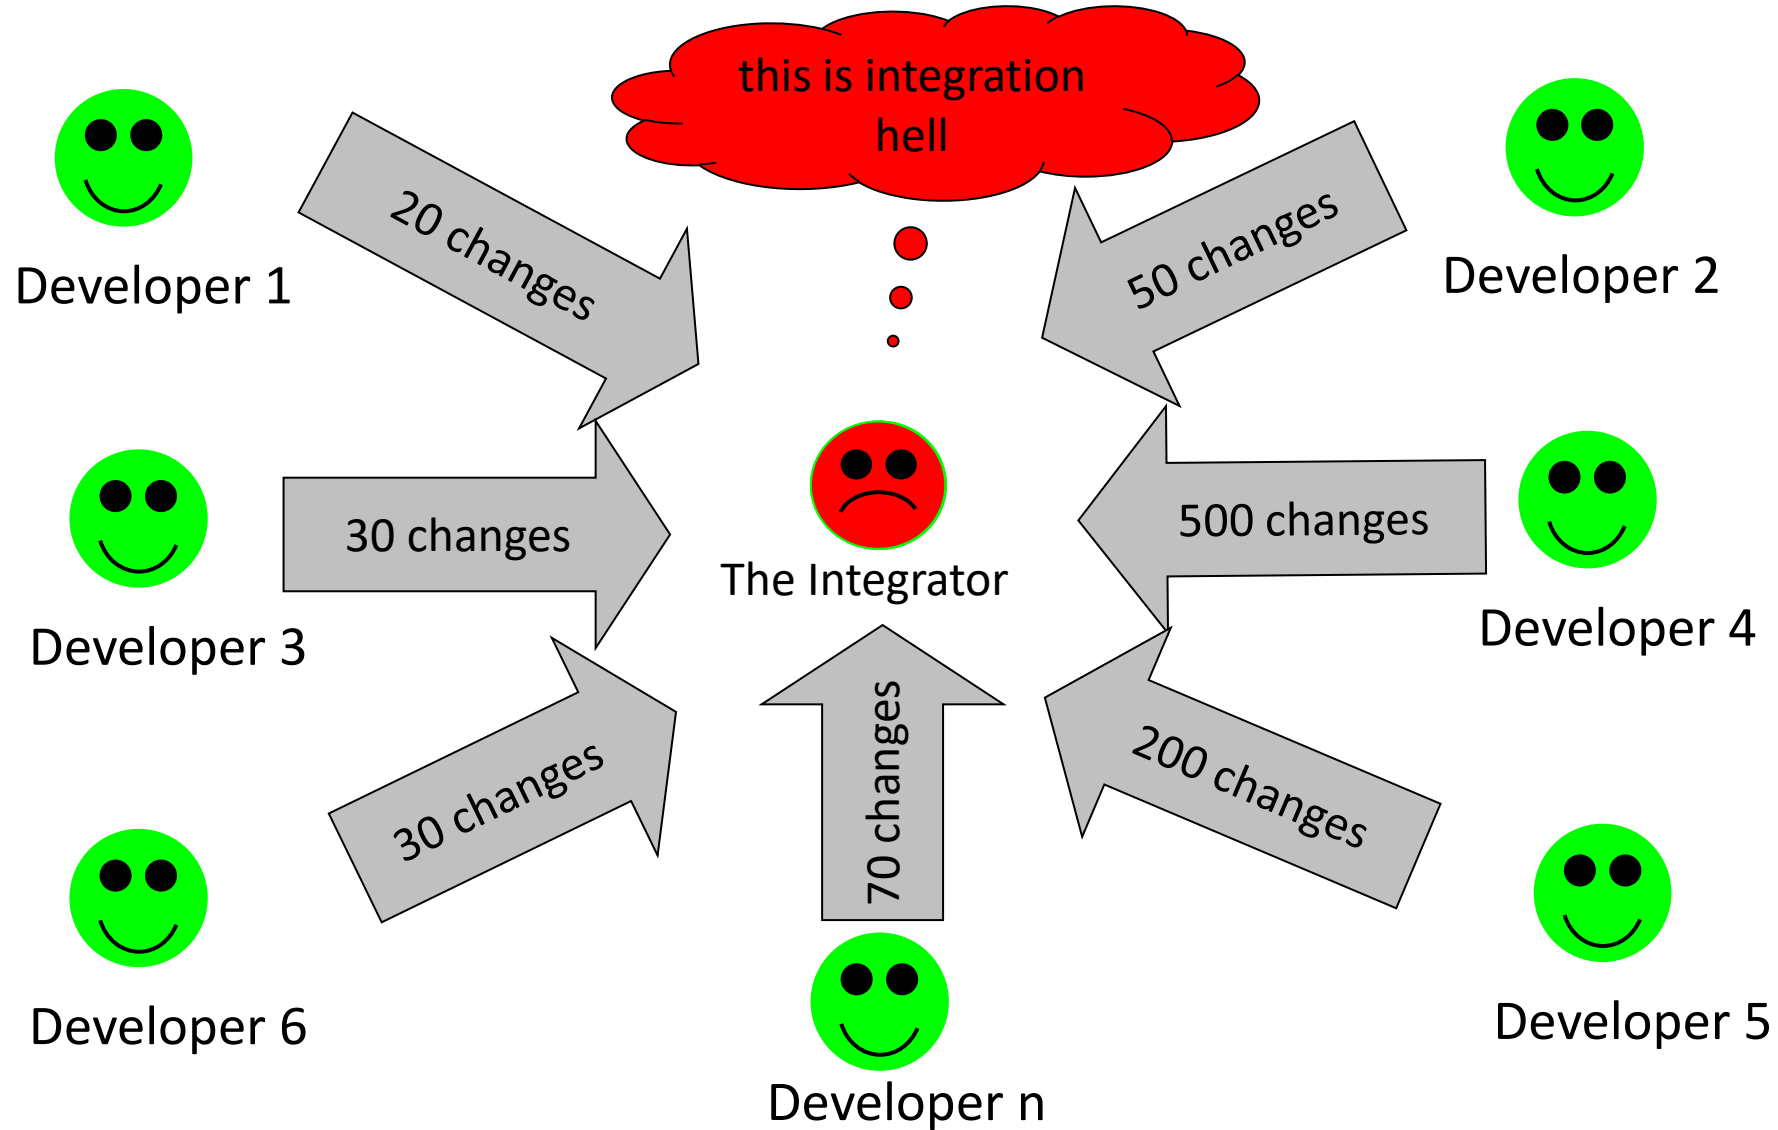 this is integration
hell
20 changes
50 changes
Developer 1
Developer 2
30 changes
500 changes
The Integrator
Developer 3
Developer 4
30 changes
70 changes
200 changes
Developer 6
Developer 5
Developer n